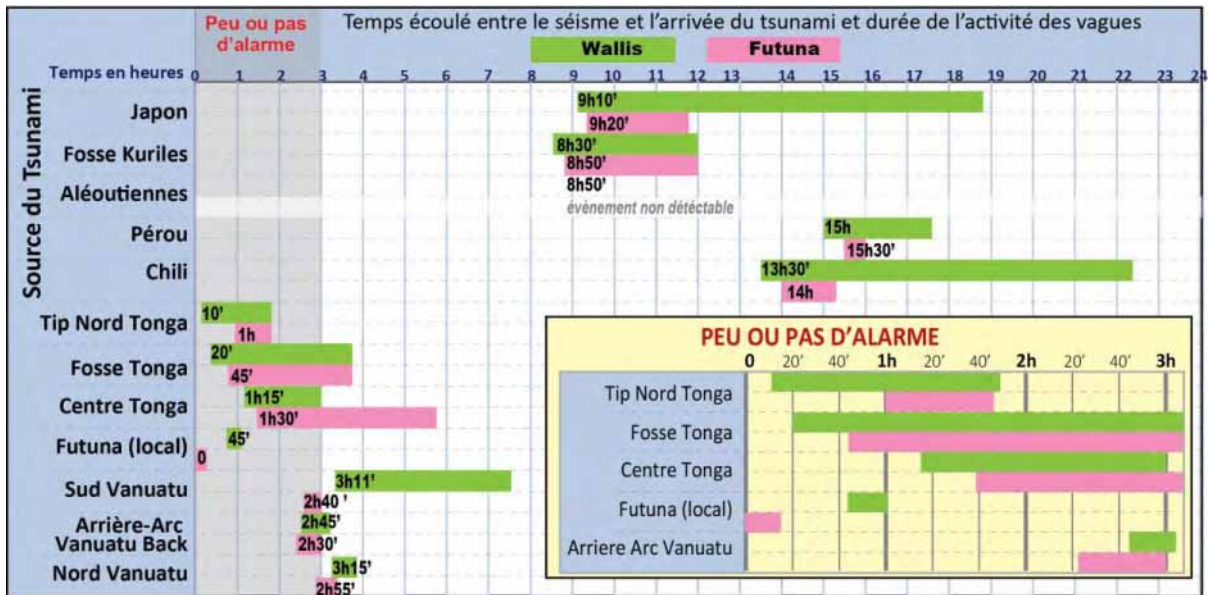 Peu ou pas
d'alarme
Temps écoulé entre le séisme et l'arrivée du tsunami et durée de l'activité des vagues
Wallis Futuna
Temps en heures 0 1 2 3 4 5 6 7 8 9 10 11 12 13 14 15 16 17 18 19 20 21 22 23 24
Source du Tsunami
Japon 9h10'
9h20'
Fosse Kuriles 8h30'
8h50'
Aléoutiennes 8h50'
évènement non détéctable
Pérou 15h
15h30'
Chili 13h30'
14h
Tip Nord Tonga 10'
1h
Fosse Tonga 20'
45'
Centre Tonga 1h15'
1h30'
Futuna (local) 45'
0
Sud Vanuatu 3h11'
2h40 '
Arrière-Arc 2h45'
Vanuatu Back 2h30'
Nord Vanuatu 3h15'
2h55'
PEU OU PAS D'ALARME
0 20' 40' 1h 20' 40' 2h 20' 40' 3h
Tip Nord Tonga
Fosse Tonga
Centre Tonga
Futuna (local)
Arriere Arc Vanuatu